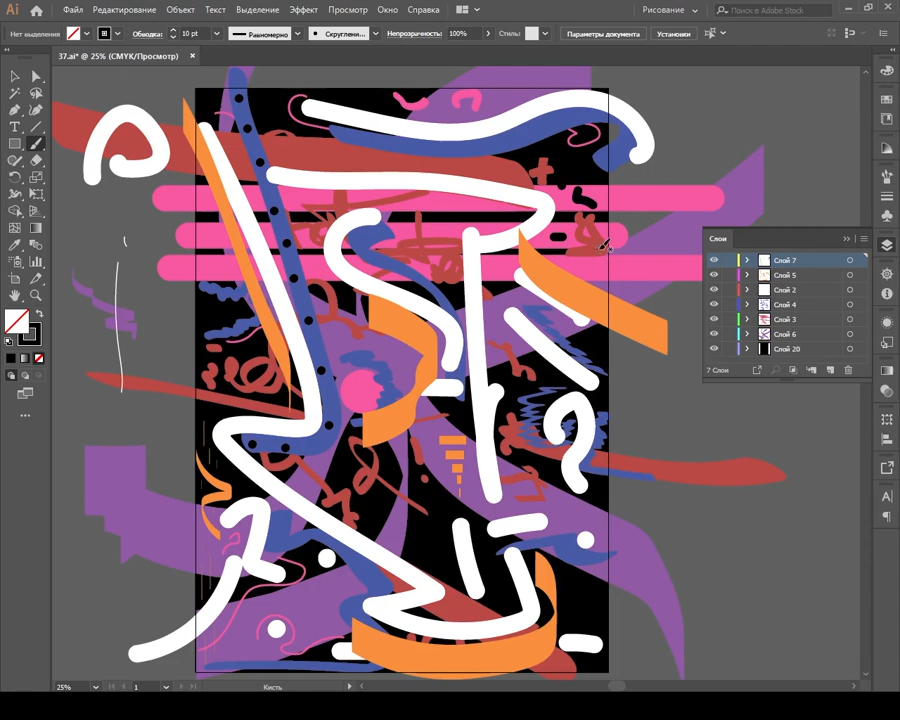 Ai Файл Редактирование Объект Текст Выделение Эффект Просмотр Окно Справка Рисование Поиск в Adobe Stock
Нет выделения Обводка: 10 pt Равномерно Скруглени... Непрозрачность: 100% Стиль: Параметры документа Установки
37.ai* @ 25% (CMYK/Просмотр) ×
Слои
Слой 7
Слой 5
Слой 2
Слой 4
Слой 3
Слой 6
Слой 20
7 Слои
25% 1 Кисть